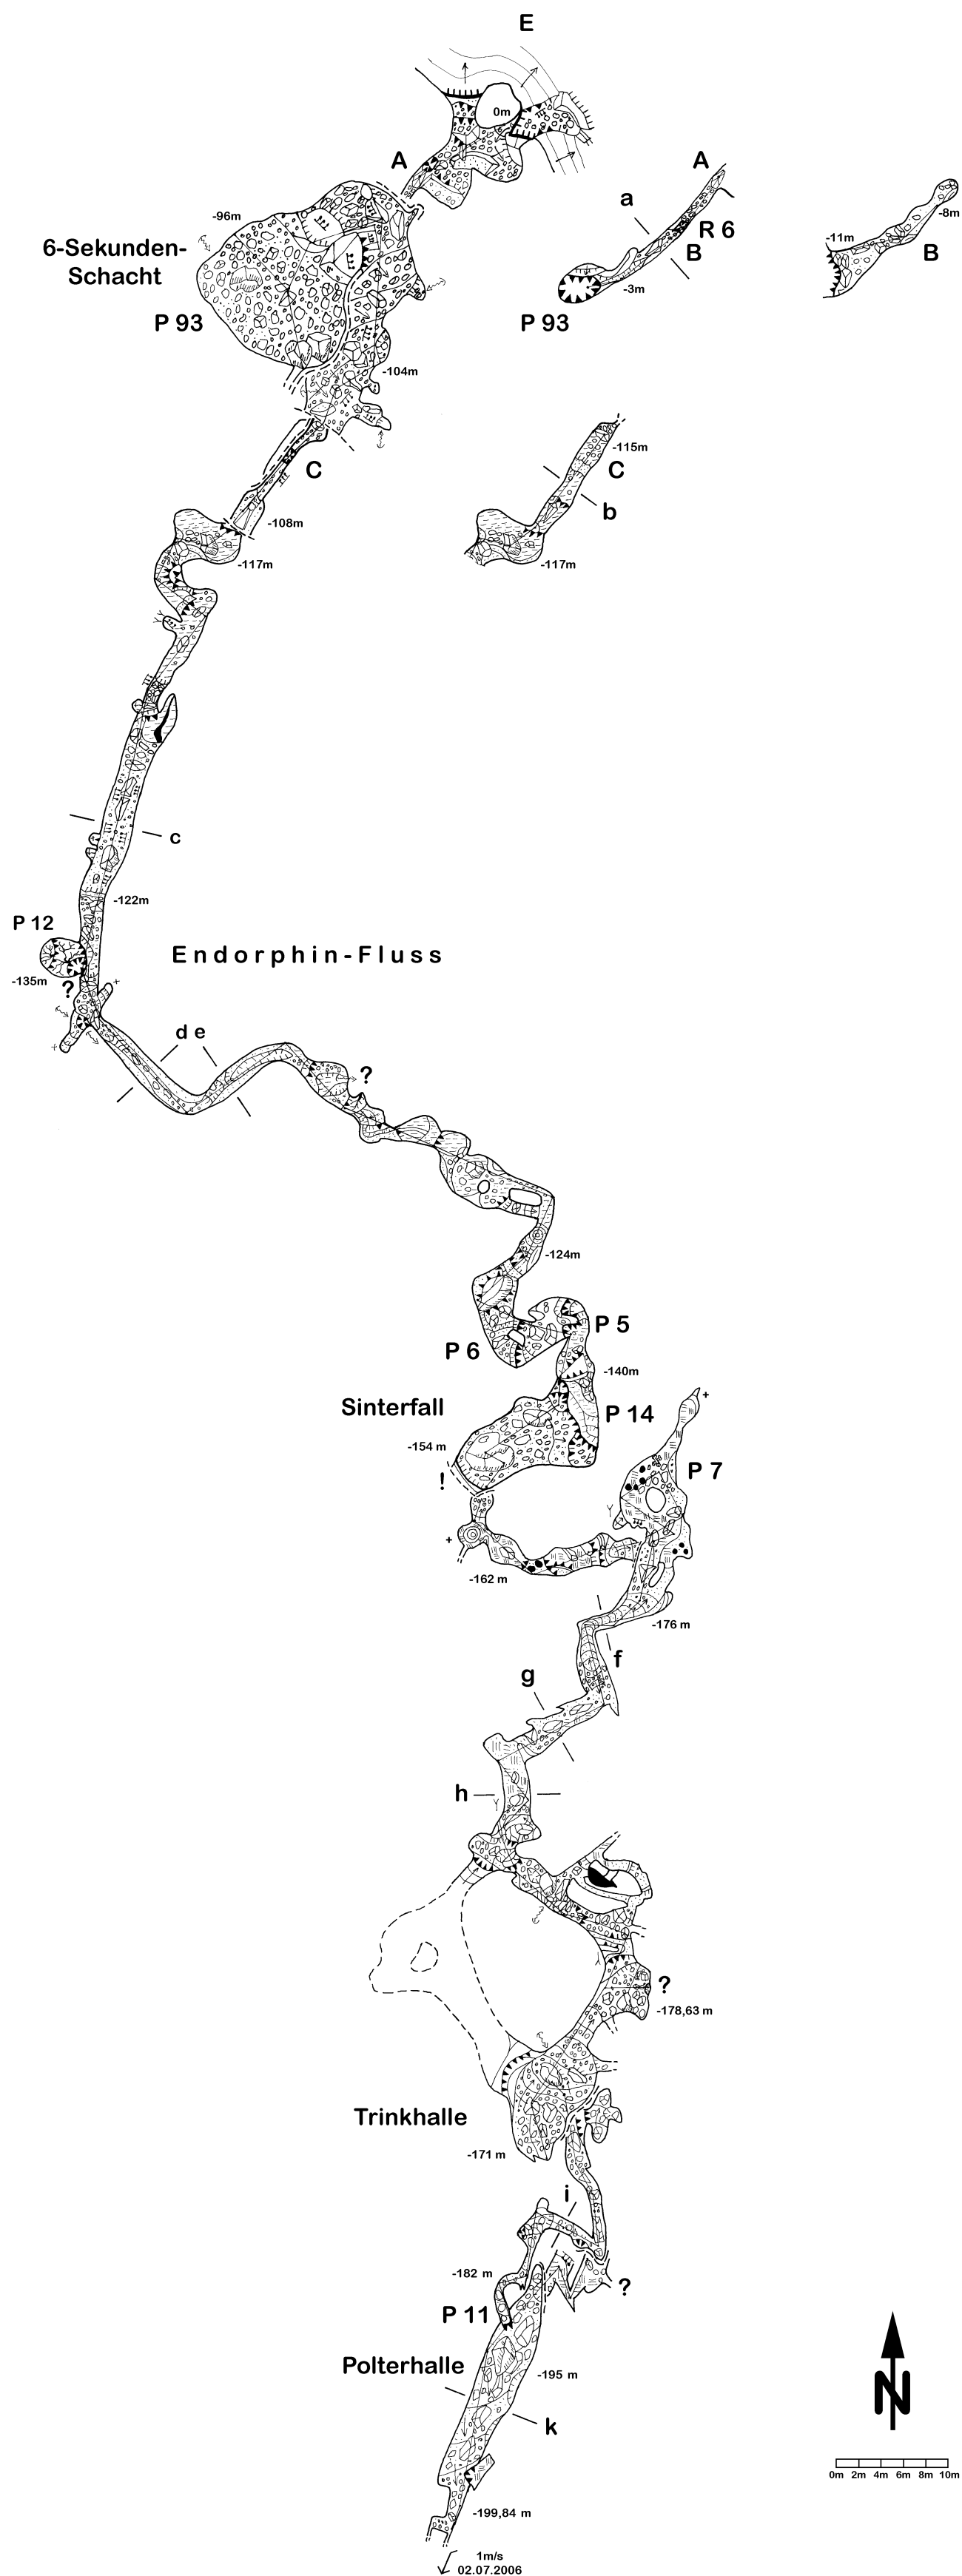 E
0m
A
A
a
R 6
B
-3m
P 93
-8m
-11m
B
-96m
6-Sekunden-
Schacht
P 93
-104m
C
-108m
-117m
-115m
C
b
-117m
c
-122m
P 12
-135m
?
Endorphin-Fluss
d e
?
-124m
P 5
P 6
-140m
Sinterfall
P 14
-154 m
!
+
P 7
+
-162 m
-176 m
f
g
h
?
-178,63 m
Trinkhalle
-171 m
i
-182 m
?
P 11
Polterhalle
-195 m
k
N
0m 2m 4m 6m 8m 10m
-199,84 m
1m/s
02.07.2006